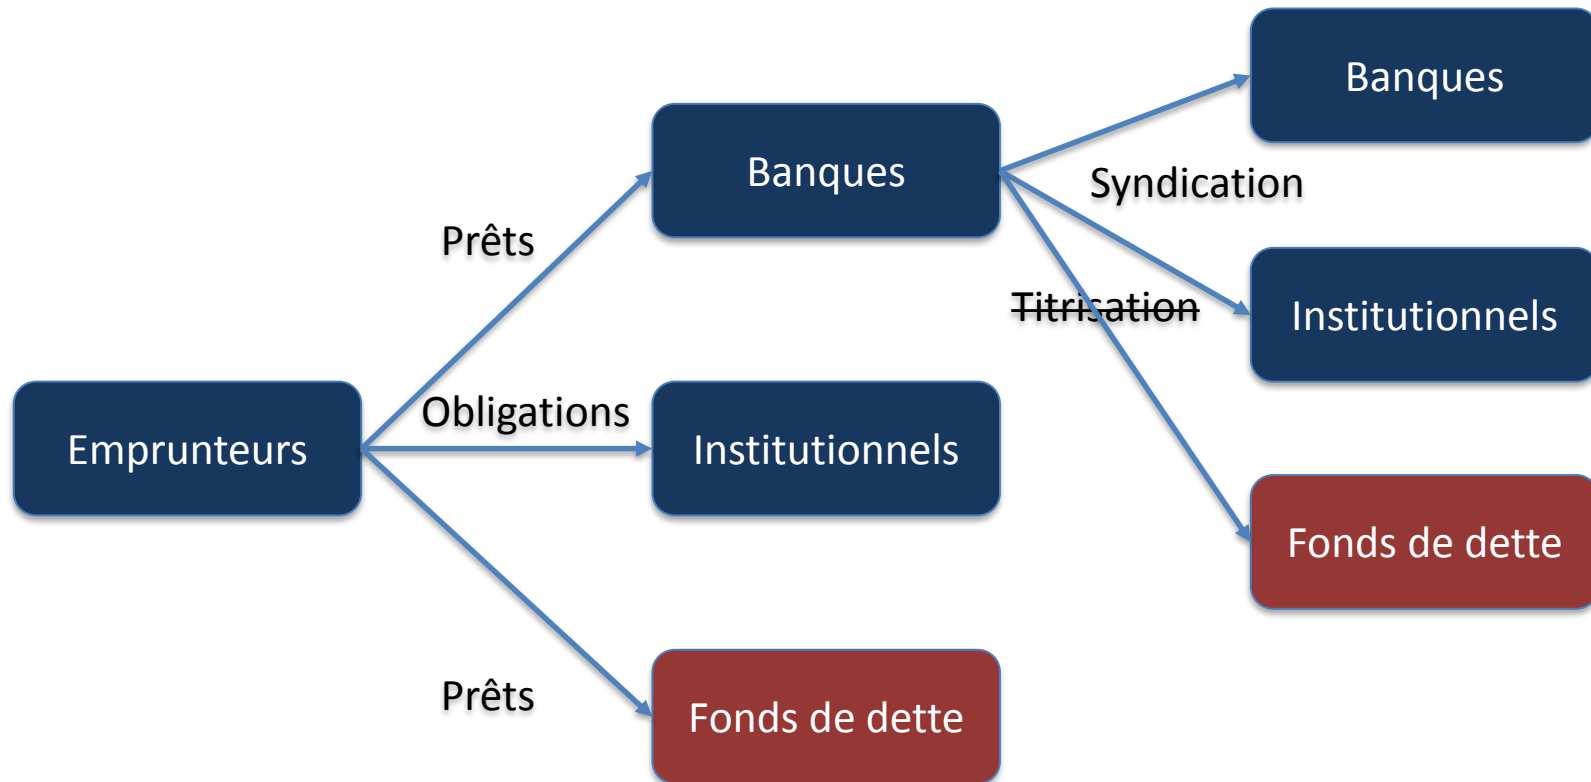 Banques
Banques
Syndication
Prêts
Titrisation
Institutionnels
Obligations
Emprunteurs
Institutionnels
Fonds de dette
Prêts
Fonds de dette